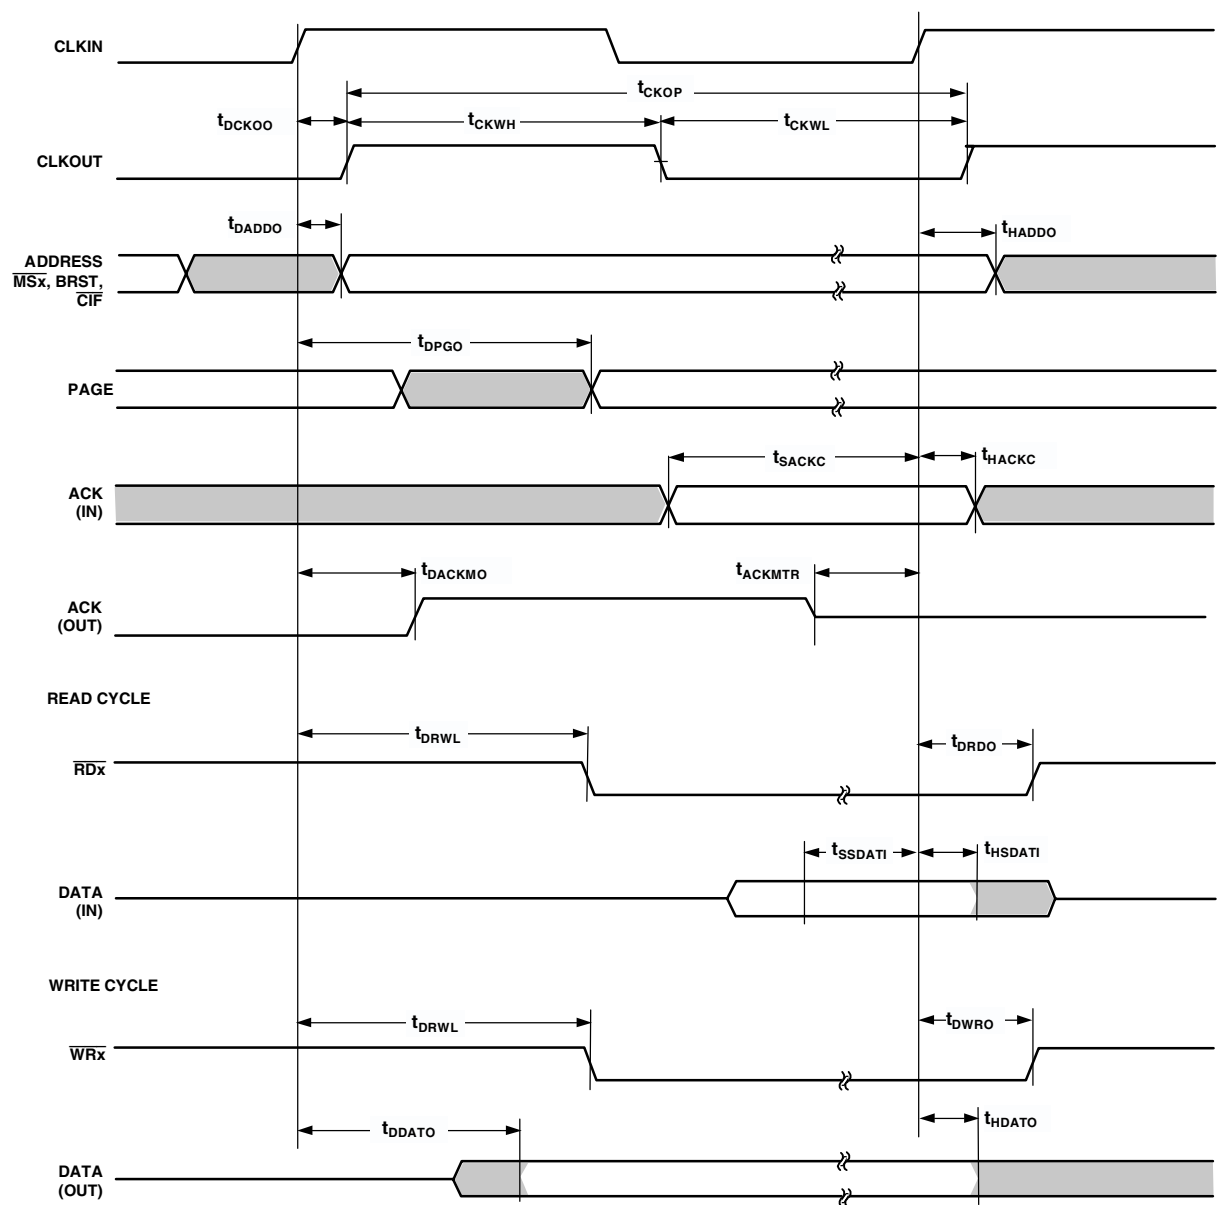 CLKIN
tCKOP
tDCKOO
tCKWH
tCKWL
CLKOUT
tDADDO
tHADDO
ADDRESS
MSx, BRST,
CIF
tDPGO
PAGE
tSACKC
tHACKC
ACK
(IN)
tDACKMO
tACKMTR
ACK
(OUT)
READ CYCLE
tDRWL
tDRDO
RDx
tSSDATI
tHSDATI
DATA
(IN)
WRITE CYCLE
tDRWL
tDWRO
WRx
tDDATO
tHDATO
DATA
(OUT)